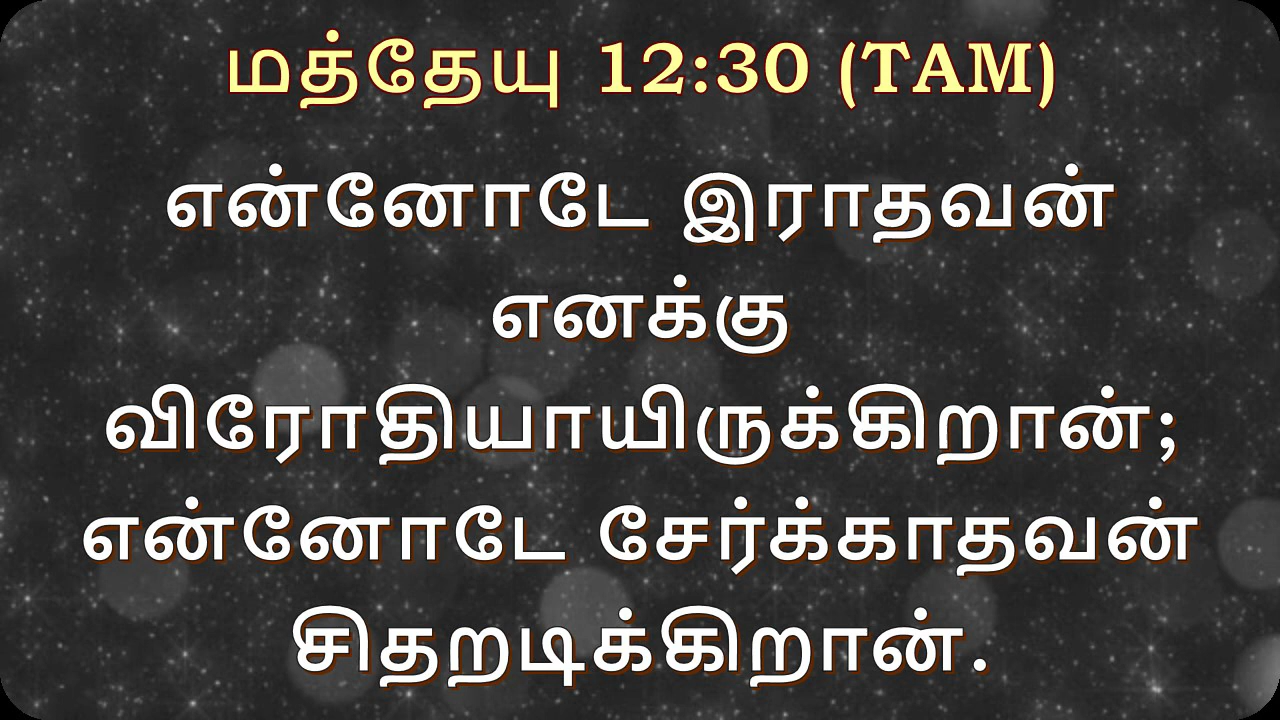 மத்தேயு 12:30 (TAM)
என்னோடே இராதவன்
எனக்கு
விரோதியாயிருக்கிறான்;
என்னோடே சேர்க்காதவன்
சிதறடிக்கிறான்.